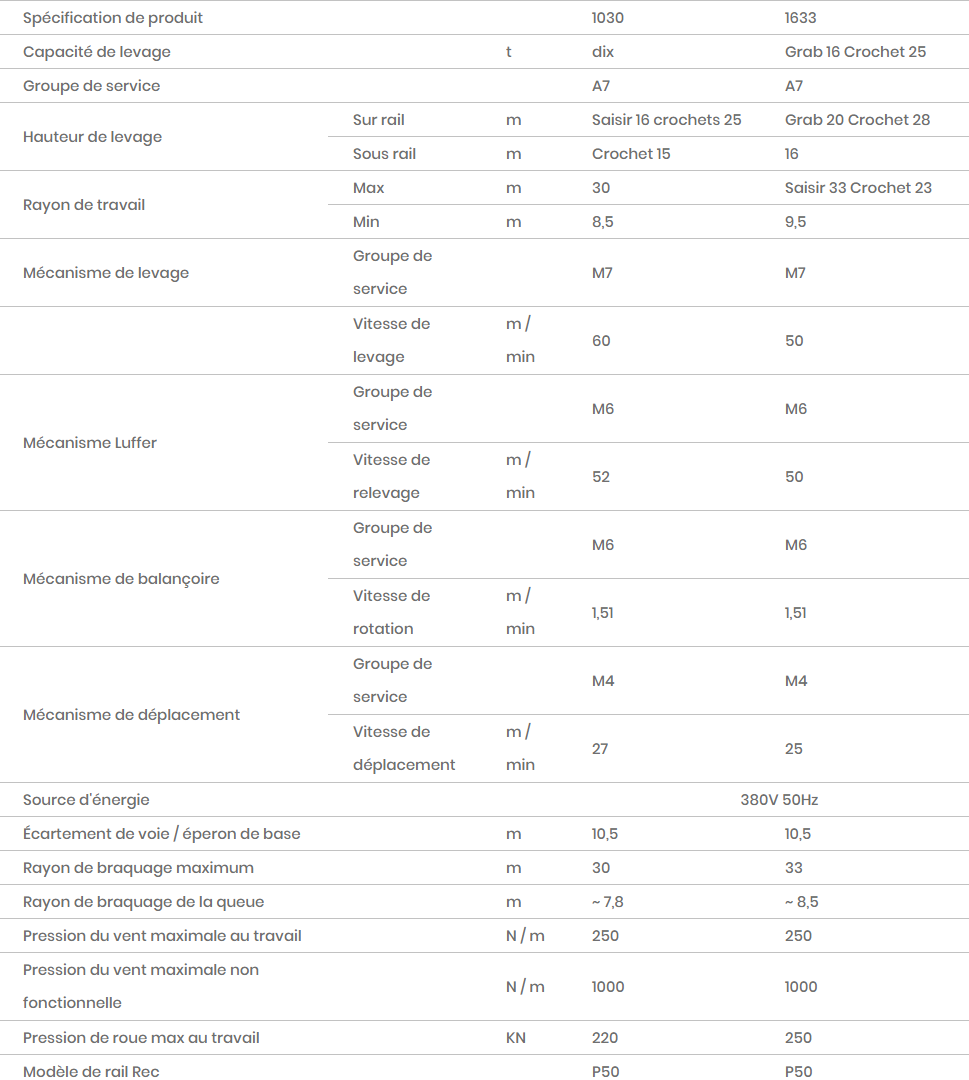 Spécification de produit 1030 1633
Capacité de levage t dix Grab 16 Crochet 25
Groupe de service A7 A7
Hauteur de levage Sur rail m Saisir 16 crochets 25 Grab 20 Crochet 28
Sous rail m Crochet 15 16
Rayon de travail Max m 30 Saisir 33 Crochet 23
Min m 8,5 9,5
Mécanisme de levage Groupe de
service M7 M7
Vitesse de m /
levage min 60 50
Mécanisme Luffer Groupe de
service M6 M6
Vitesse de m /
relevage min 52 50
Mécanisme de balançoire Groupe de
service M6 M6
Vitesse de m /
rotation min 1,51 1,51
Mécanisme de déplacement Groupe de
service M4 M4
Vitesse de m /
déplacement min 27 25
Source d'énergie 380V 50Hz
Écartement de voie / éperon de base m 10,5 10,5
Rayon de braquage maximum m 30 33
Rayon de braquage de la queue m ~ 7,8 ~ 8,5
Pression du vent maximale au travail N / m 250 250
Pression du vent maximale non
fonctionnelle N / m 1000 1000
Pression de roue max au travail KN 220 250
Modèle de rail Rec P50 P50